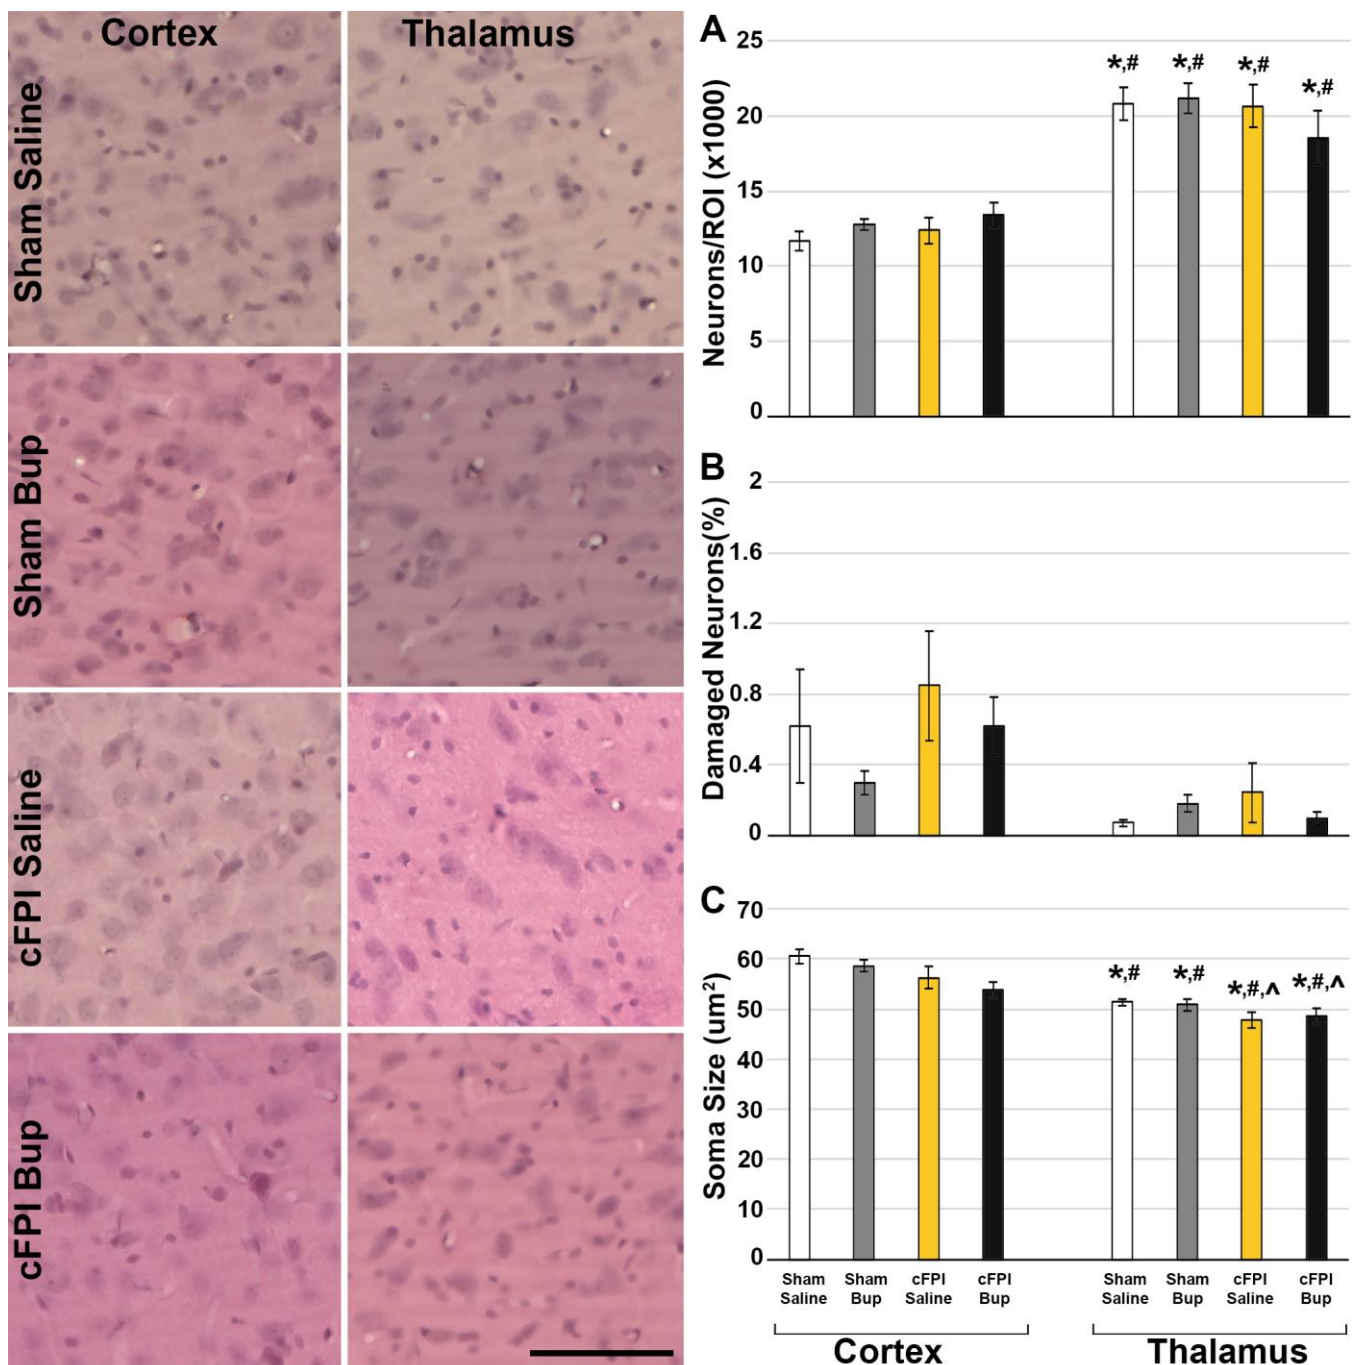 Cortex
Thalamus
Sham Saline
Sham Bup
cFPI Saline
cFPI Bup
A
Neurons/ROI (x1000)
25
20
15
10
5
0
*,#
*,#
*,#
*,#
B
Damaged Neurons(%)
2
1.6
1.2
0.8
0.4
0
C
Soma Size (um²)
70
60
50
40
30
20
10
0
*,#
*,#
*,#,^
*,#,^
Sham
Saline
Sham
Bup
cFPI
Saline
cFPI
Bup
Sham
Saline
Sham
Bup
cFPI
Saline
cFPI
Bup
Cortex
Thalamus